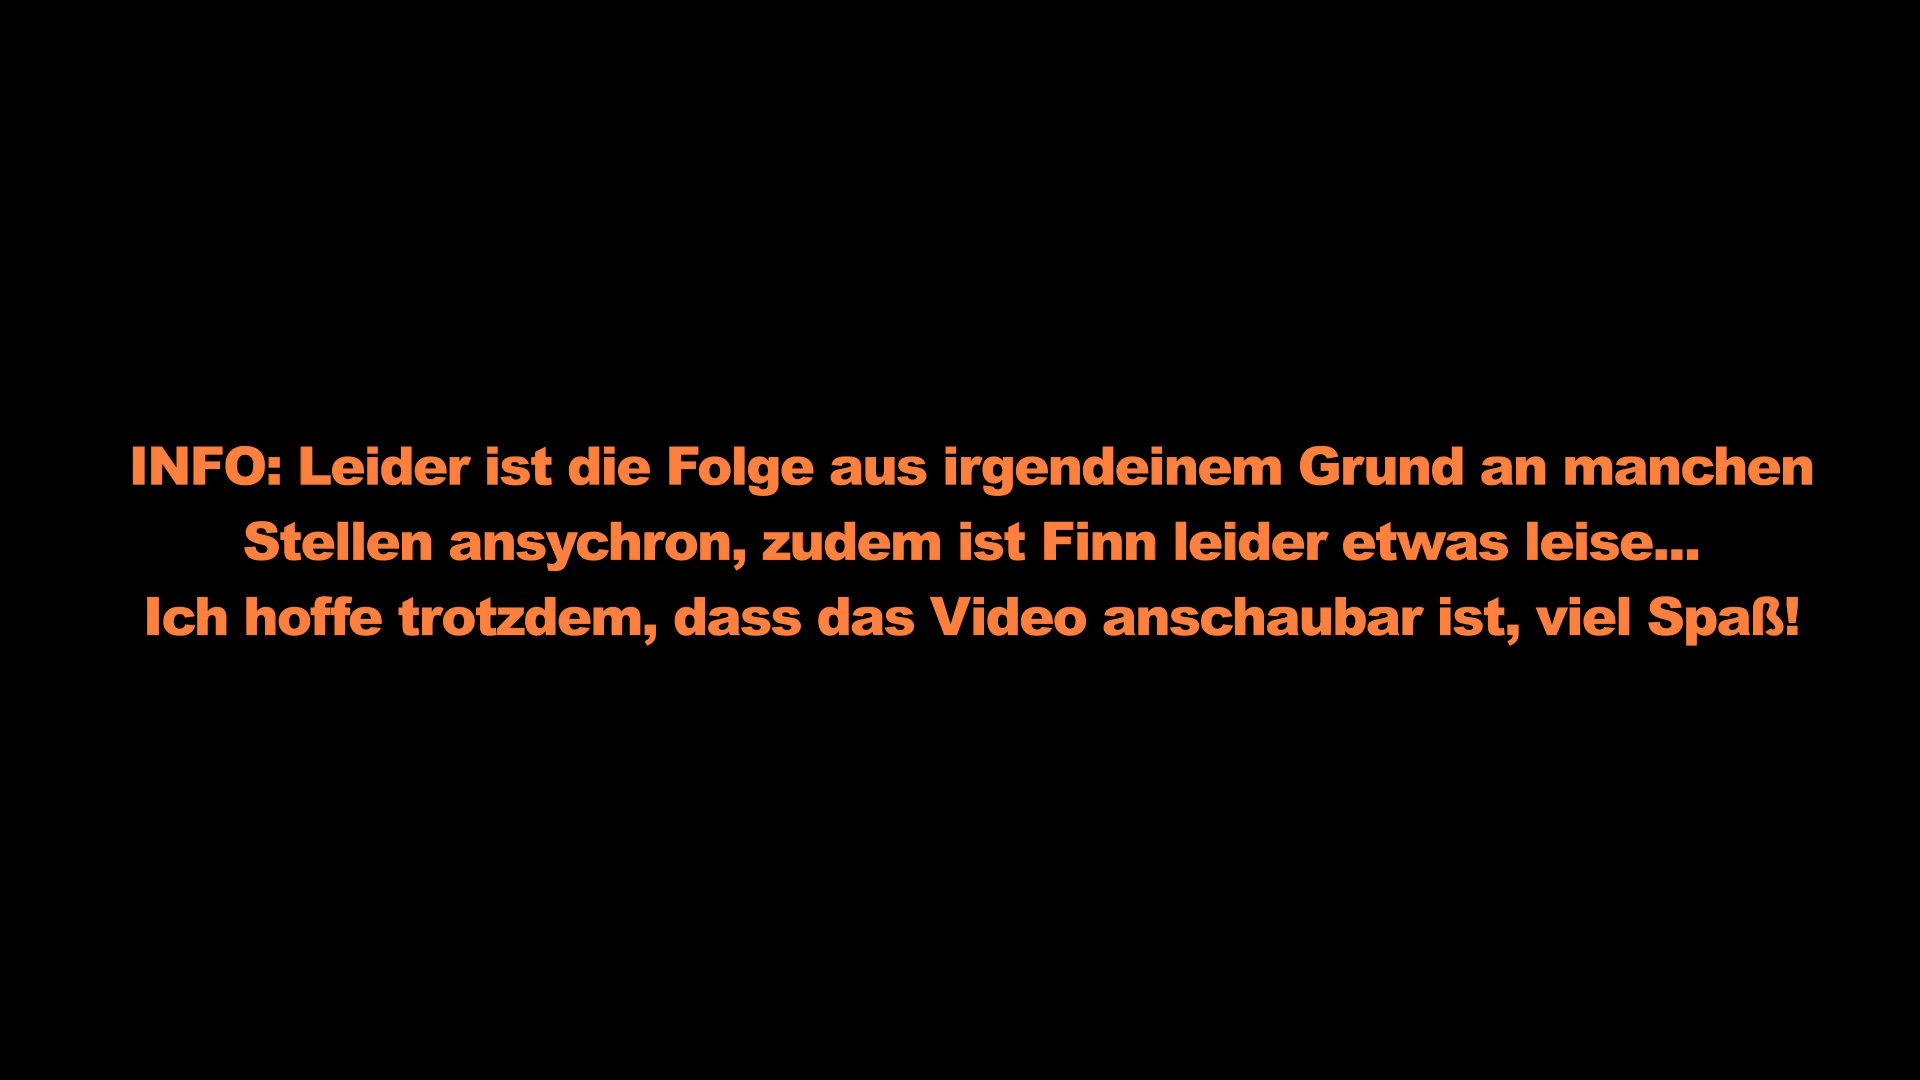 INFO: Leider ist die Folge aus irgendeinem Grund an manchen
Stellen ansychron, zudem ist Finn leider etwas leise...
Ich hoffe trotzdem, dass das Video anschaubar ist, viel Spaß!